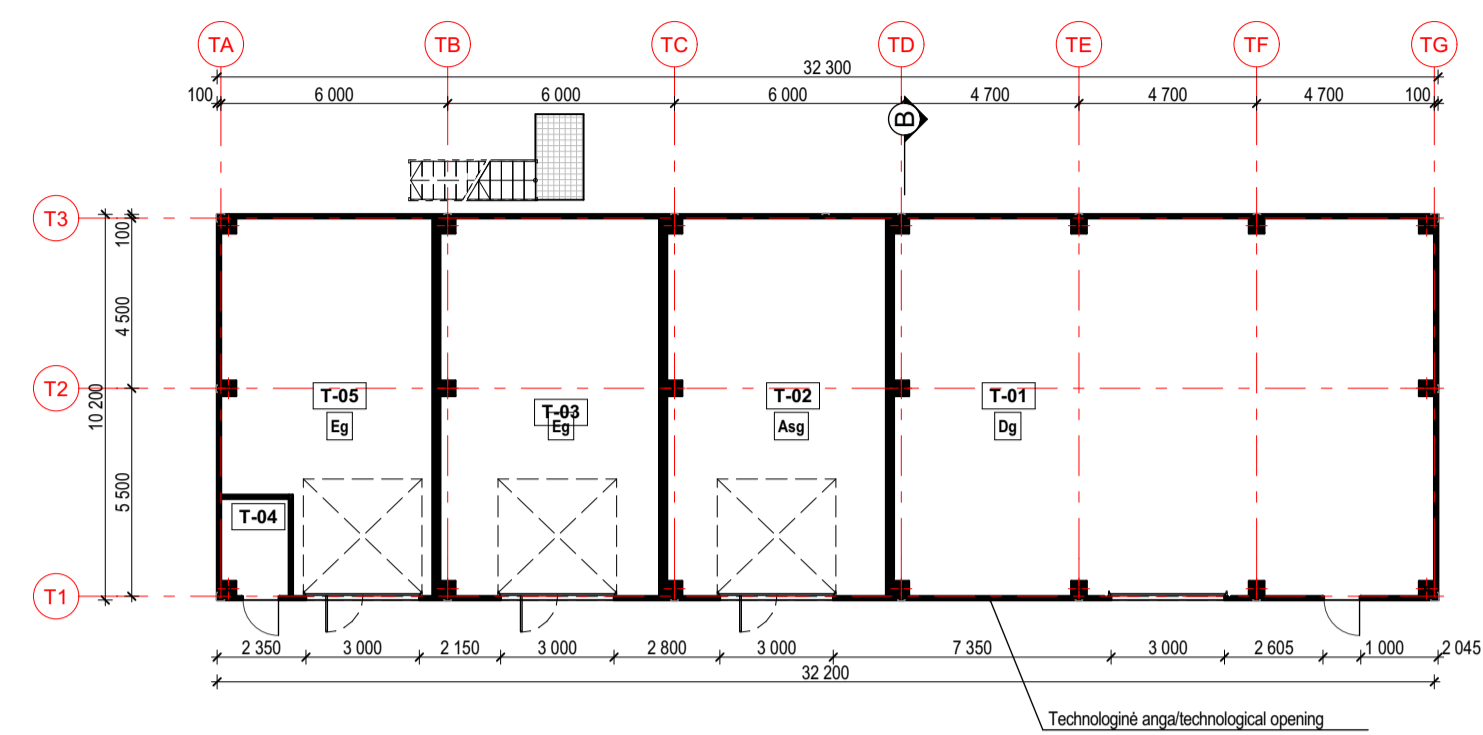 TA TB TC TD TE TF TG
32 300
100 6 000 6 000 6 000 4 700 4 700 4 700 100
B
T3
100
4 500
T2
10 200
5 500
T1
T-05 T-03 T-02 T-01
Eg Eg Asg Dg
T-04
2 350 3 000 2 150 3 000 2 800 3 000 7 350 3 000 2 605 1 000 2 045
32 200
Technologinė anga/technological opening